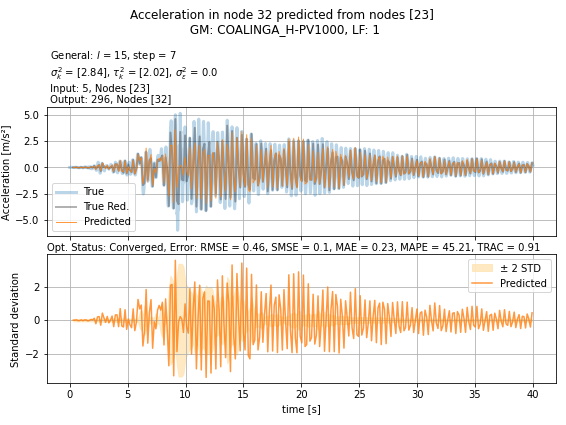 Acceleration in node 32 predicted from nodes [23]
GM: COALINGA_H-PV1000, LF: 1
General: l = 15, step = 7
σ²ₖ = [2.84], τ²ₖ = [2.02], σ²ε = 0.0
Input: 5, Nodes [23]
Output: 296, Nodes [32]
Acceleration [m/s²]
5.0
2.5
0.0
−2.5
−5.0
True
True Red.
Predicted
Opt. Status: Converged, Error: RMSE = 0.46, SMSE = 0.1, MAE = 0.23, MAPE = 45.21, TRAC = 0.91
Standard deviation
2
0
−2
± 2 STD
Predicted
0 5 10 15 20 25 30 35 40
time [s]